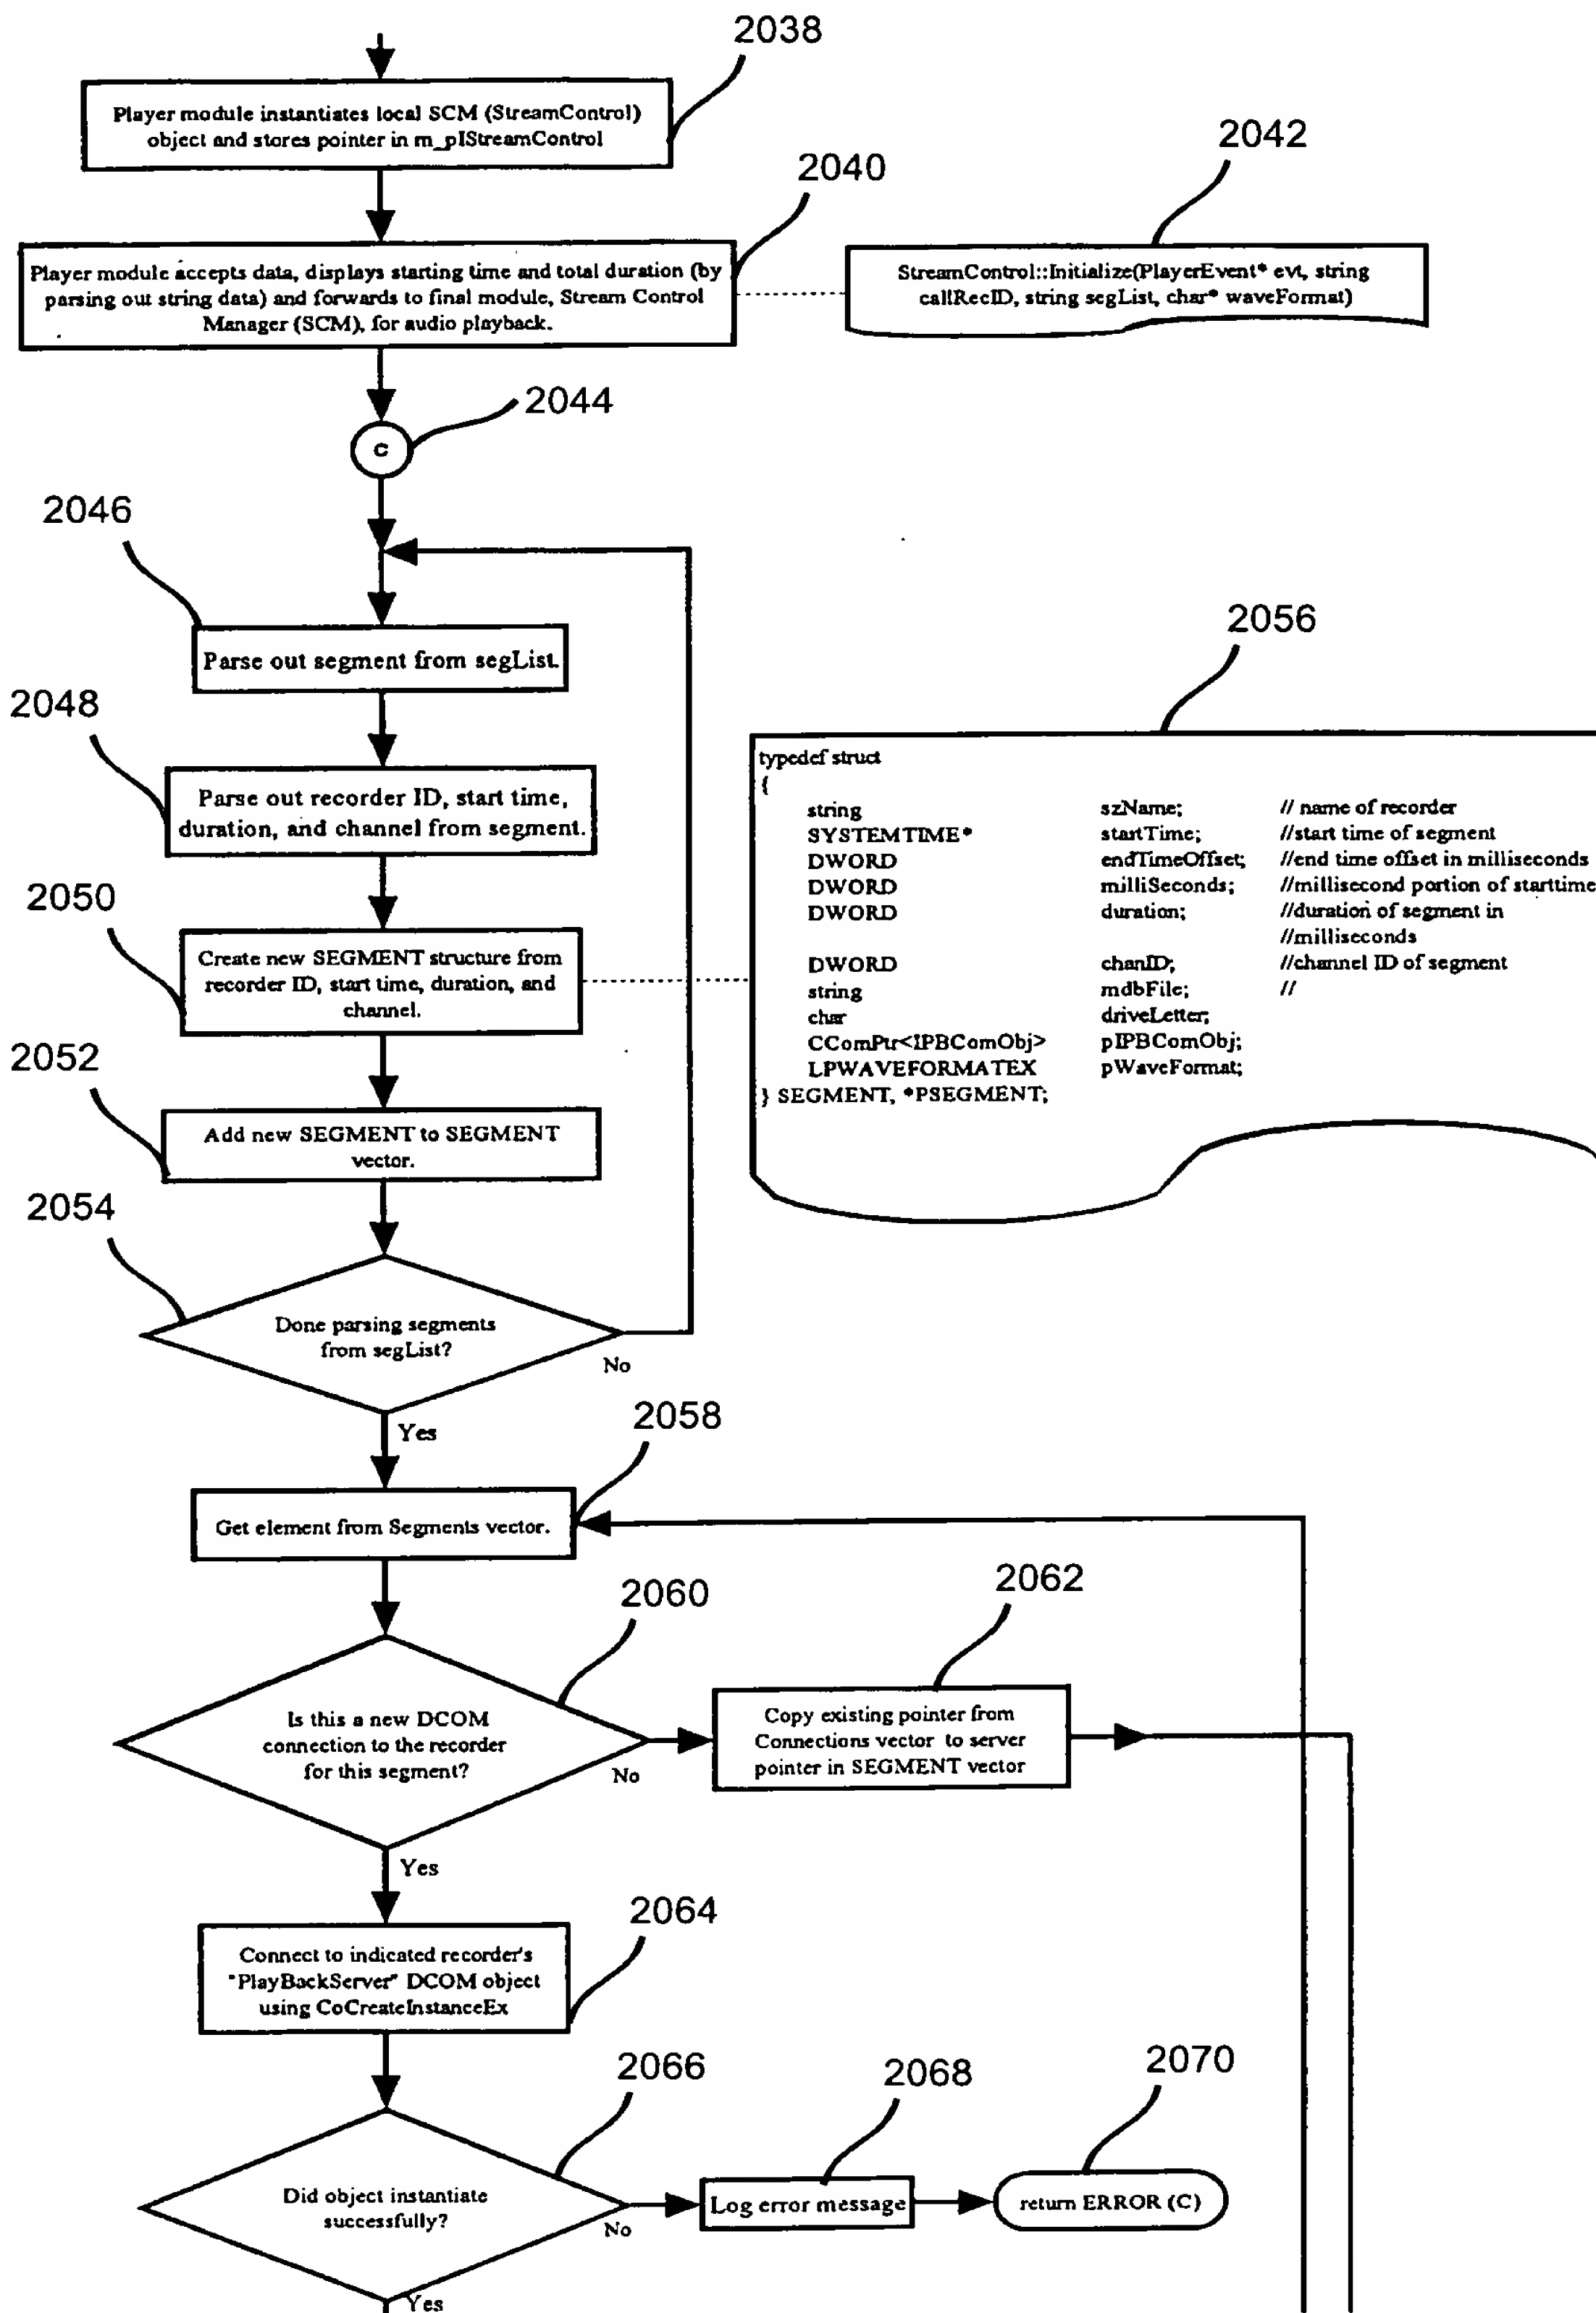 2038
Player module instantiates local SCM (StreamControl)
object and stores pointer in m_pIStreamControl
2040
2042
Player module accepts data, displays starting time and total duration (by
parsing out string data) and forwards to final module, Stream Control
Manager (SCM), for audio playback.
StreamControl::Initialize(PlayerEvent* evt, string
callRecID, string segList, char* waveFormat)
2044
C
2046
Parse out segment from segList.
2048
Parse out recorder ID, start time,
duration, and channel from segment.
2050
Create new SEGMENT structure from
recorder ID, start time, duration, and
channel.
2056
typedef struct
{
string szName; // name of recorder
SYSTEMTIME* startTime; //start time of segment
DWORD endTimeOffset; //end time offset in milliseconds
DWORD milliSeconds; //millisecond portion of starttime
DWORD duration; //duration of segment in
//milliseconds
DWORD chanID; //channel ID of segment
string mdbFile; //
char driveLetter;
CComPtr<IPBComObj> pIPBComObj;
LPWAVEFORMATEX pWaveFormat;
} SEGMENT, *PSEGMENT;
2052
Add new SEGMENT to SEGMENT
vector.
2054
Done parsing segments
from segList?
No
Yes
2058
Get element from Segments vector.
2060
Is this a new DCOM
connection to the recorder
for this segment?
No
2062
Copy existing pointer from
Connections vector to server
pointer in SEGMENT vector
Yes
2064
Connect to indicated recorder's
"PlayBackServer" DCOM object
using CoCreateInstanceEx
2066
Did object instantiate
successfully?
No
2068
Log error message
2070
return ERROR (C)
Yes